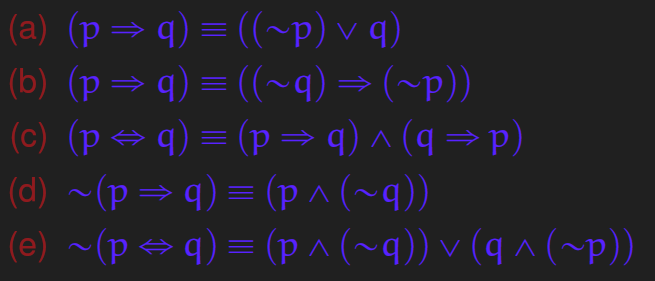 (a) (p ⇒ q) ≡ ((∼p) ∨ q)
(b) (p ⇒ q) ≡ ((∼q) ⇒ (∼p))
(c) (p ⇔ q) ≡ (p ⇒ q) ∧ (q ⇒ p)
(d) ∼(p ⇒ q) ≡ (p ∧ (∼q))
(e) ∼(p ⇔ q) ≡ (p ∧ (∼q)) ∨ (q ∧ (∼p))